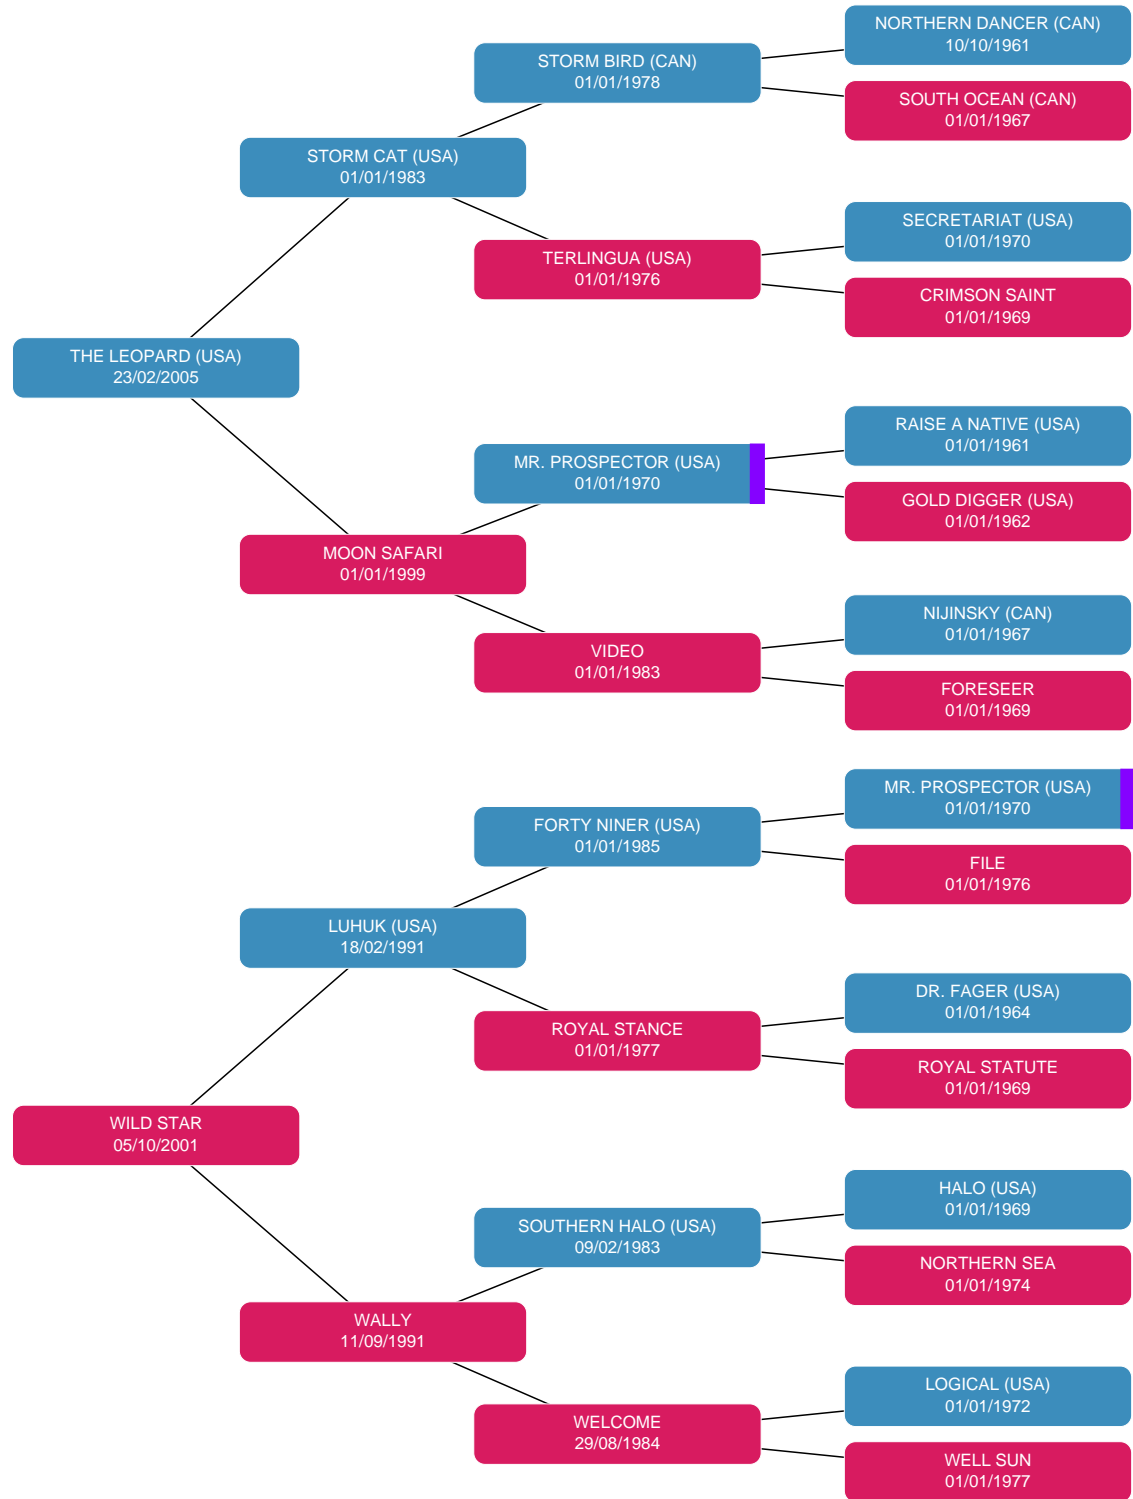 NORTHERN DANCER (CAN)
10/10/1961
STORM BIRD (CAN)
01/01/1978
SOUTH OCEAN (CAN)
01/01/1967
STORM CAT (USA)
01/01/1983
SECRETARIAT (USA)
01/01/1970
TERLINGUA (USA)
01/01/1976
CRIMSON SAINT
01/01/1969
THE LEOPARD (USA)
23/02/2005
RAISE A NATIVE (USA)
01/01/1961
MR. PROSPECTOR (USA)
01/01/1970
GOLD DIGGER (USA)
01/01/1962
MOON SAFARI
01/01/1999
NIJINSKY (CAN)
01/01/1967
VIDEO
01/01/1983
FORESEER
01/01/1969
MR. PROSPECTOR (USA)
01/01/1970
FORTY NINER (USA)
01/01/1985
FILE
01/01/1976
LUHUK (USA)
18/02/1991
DR. FAGER (USA)
01/01/1964
ROYAL STANCE
01/01/1977
ROYAL STATUTE
01/01/1969
WILD STAR
05/10/2001
HALO (USA)
01/01/1969
SOUTHERN HALO (USA)
09/02/1983
NORTHERN SEA
01/01/1974
WALLY
11/09/1991
LOGICAL (USA)
01/01/1972
WELCOME
29/08/1984
WELL SUN
01/01/1977